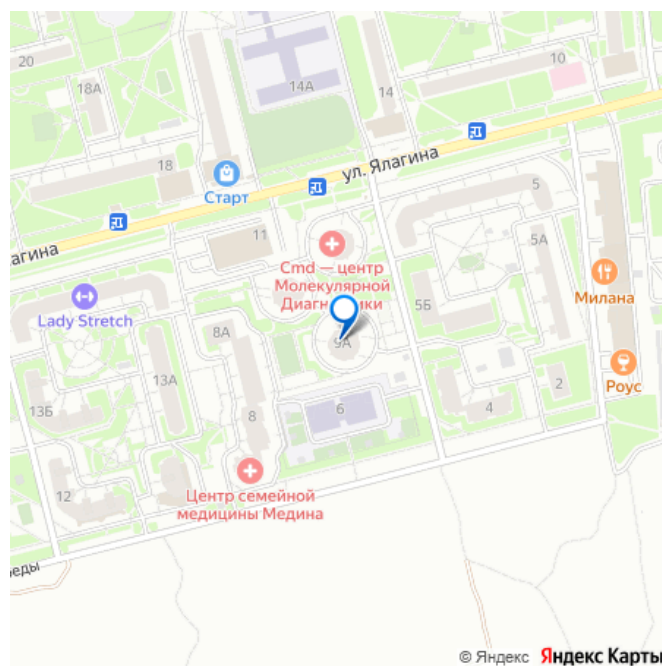 20
18А
14А
14
10
18
Старт
ул. Ялагина
5
11
5А
Cmd — центр
Молекулярной
Диагностики
Милана
Lady Stretch
5Б
8А
9А
13А
Роус
2
13Б
8
6
4
12
Центр семейной
медицины Медина
© Яндекс Яндекс Карты